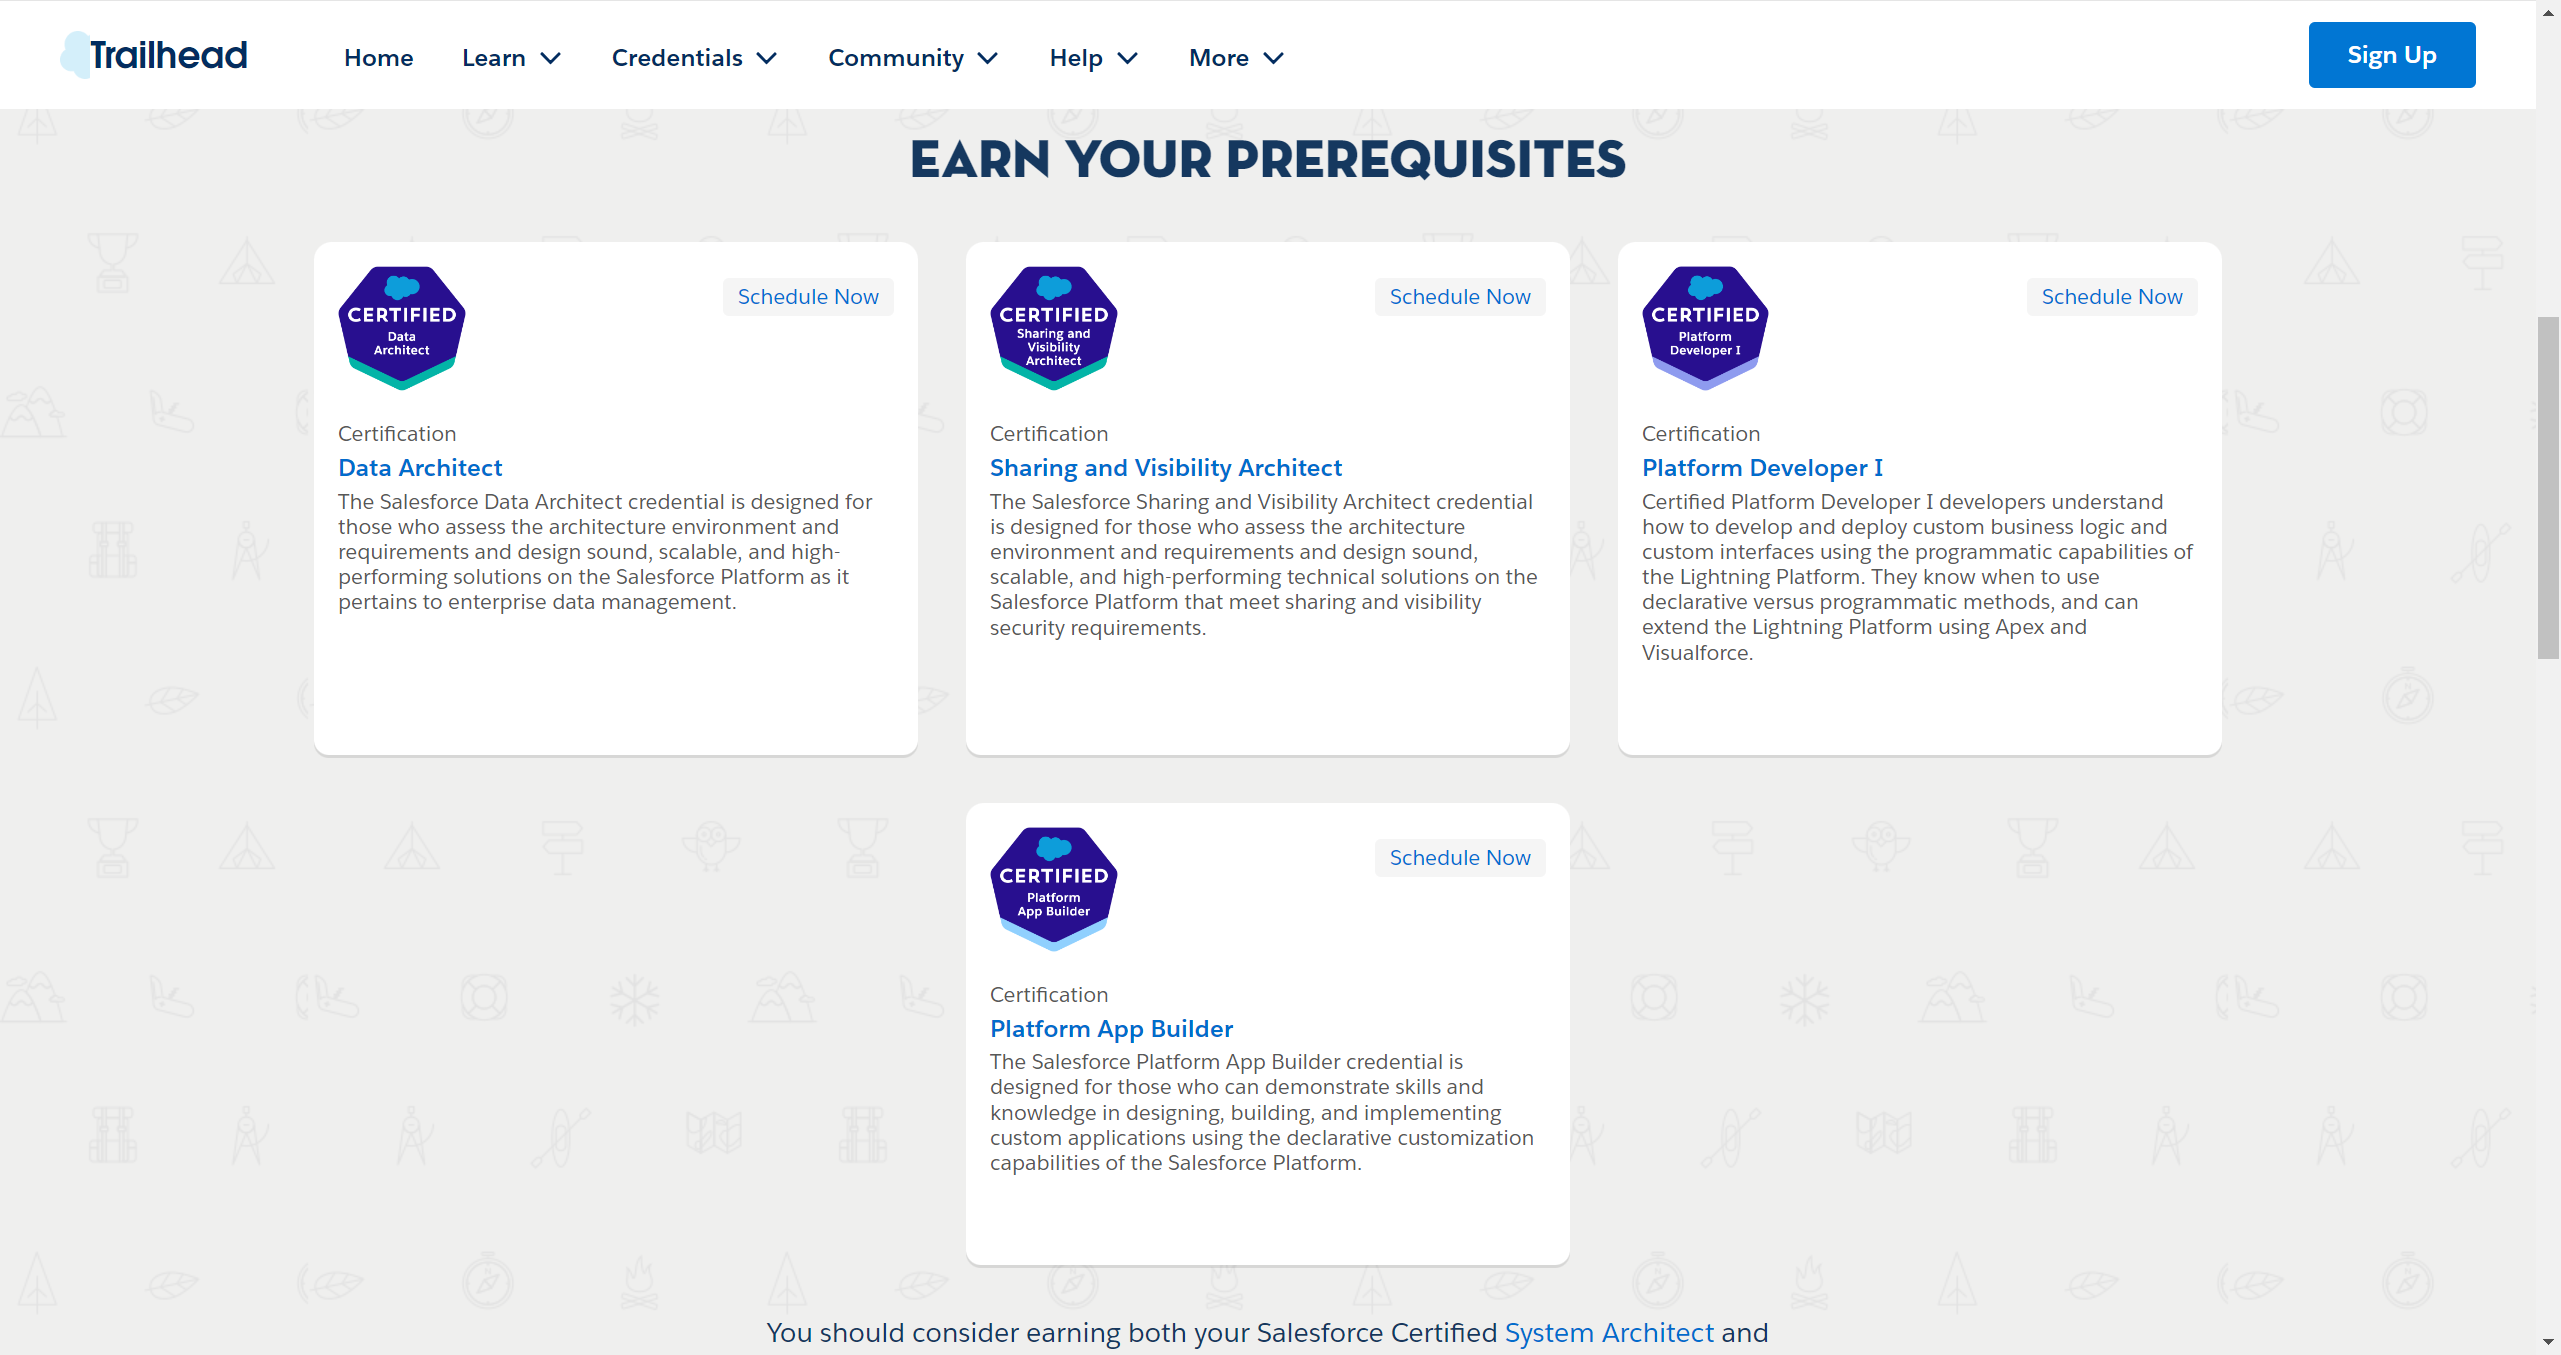 Trailhead
Home
Learn
Credentials
Community
Help
More
Sign Up
EARN YOUR PREREQUISITES
CERTIFIED
Data
Architect
Schedule Now
Certification
Data Architect
The Salesforce Data Architect credential is designed for
those who assess the architecture environment and
requirements and design sound, scalable, and high-
performing solutions on the Salesforce Platform as it
pertains to enterprise data management.
CERTIFIED
Sharing and
Visibility
Architect
Schedule Now
Certification
Sharing and Visibility Architect
The Salesforce Sharing and Visibility Architect credential
is designed for those who assess the architecture
environment and requirements and design sound,
scalable, and high-performing technical solutions on the
Salesforce Platform that meet sharing and visibility
security requirements.
CERTIFIED
Platform
Developer I
Schedule Now
Certification
Platform Developer I
Certified Platform Developer I developers understand
how to develop and deploy custom business logic and
custom interfaces using the programmatic capabilities of
the Lightning Platform. They know when to use
declarative versus programmatic methods, and can
extend the Lightning Platform using Apex and
Visualforce.
CERTIFIED
Platform
App Builder
Schedule Now
Certification
Platform App Builder
The Salesforce Platform App Builder credential is
designed for those who can demonstrate skills and
knowledge in designing, building, and implementing
custom applications using the declarative customization
capabilities of the Salesforce Platform.
You should consider earning both your Salesforce Certified System Architect and